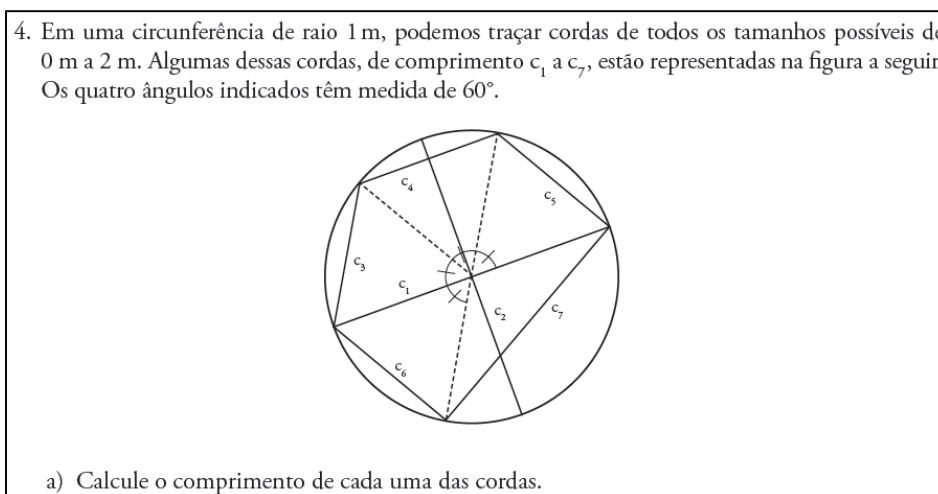 4. Em uma circunferência de raio 1 m, podemos traçar cordas de todos os tamanhos possíveis de
0 m a 2 m. Algumas dessas cordas, de comprimento c₁ a c₇, estão representadas na figura a seguir
Os quatro ângulos indicados têm medida de 60°.
c₄
c₅
c₃
c₁
c₂
c₇
c₆
a) Calcule o comprimento de cada uma das cordas.